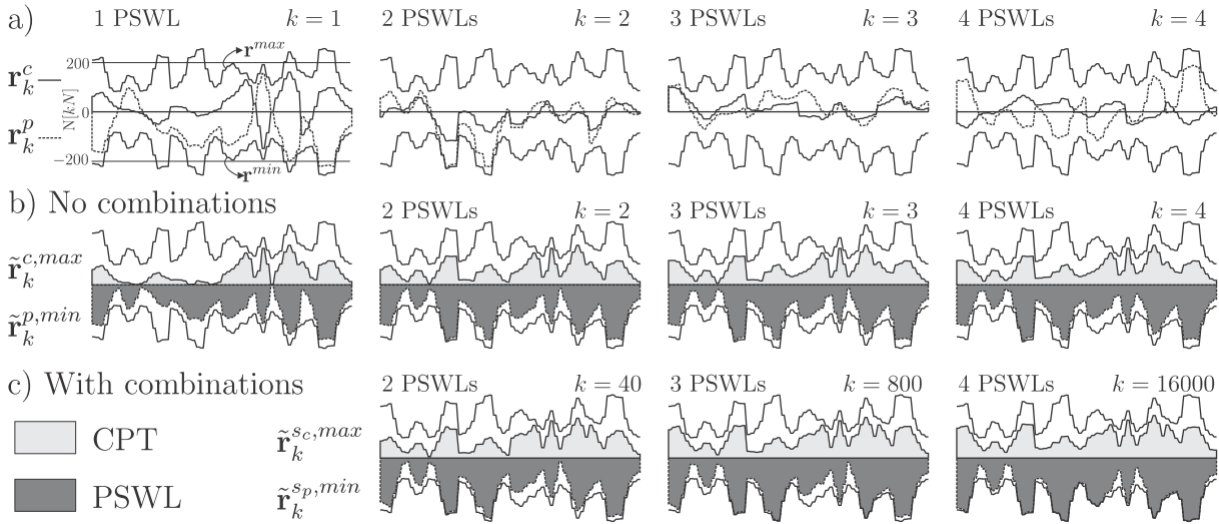 a) 1 PSWL k = 1 2 PSWLs k = 2 3 PSWLs k = 3 4 PSWLs k = 4
r_k^c — 200 r^{max}
N[kN] 0
r_k^p ---- −200 r^{min}
b) No combinations 2 PSWLs k = 2 3 PSWLs k = 3 4 PSWLs k = 4
r̃_k^{c,max}
r̃_k^{p,min}
c) With combinations 2 PSWLs k = 40 3 PSWLs k = 800 4 PSWLs k = 16000
CPT r̃_k^{s_c,max}
PSWL r̃_k^{s_p,min}